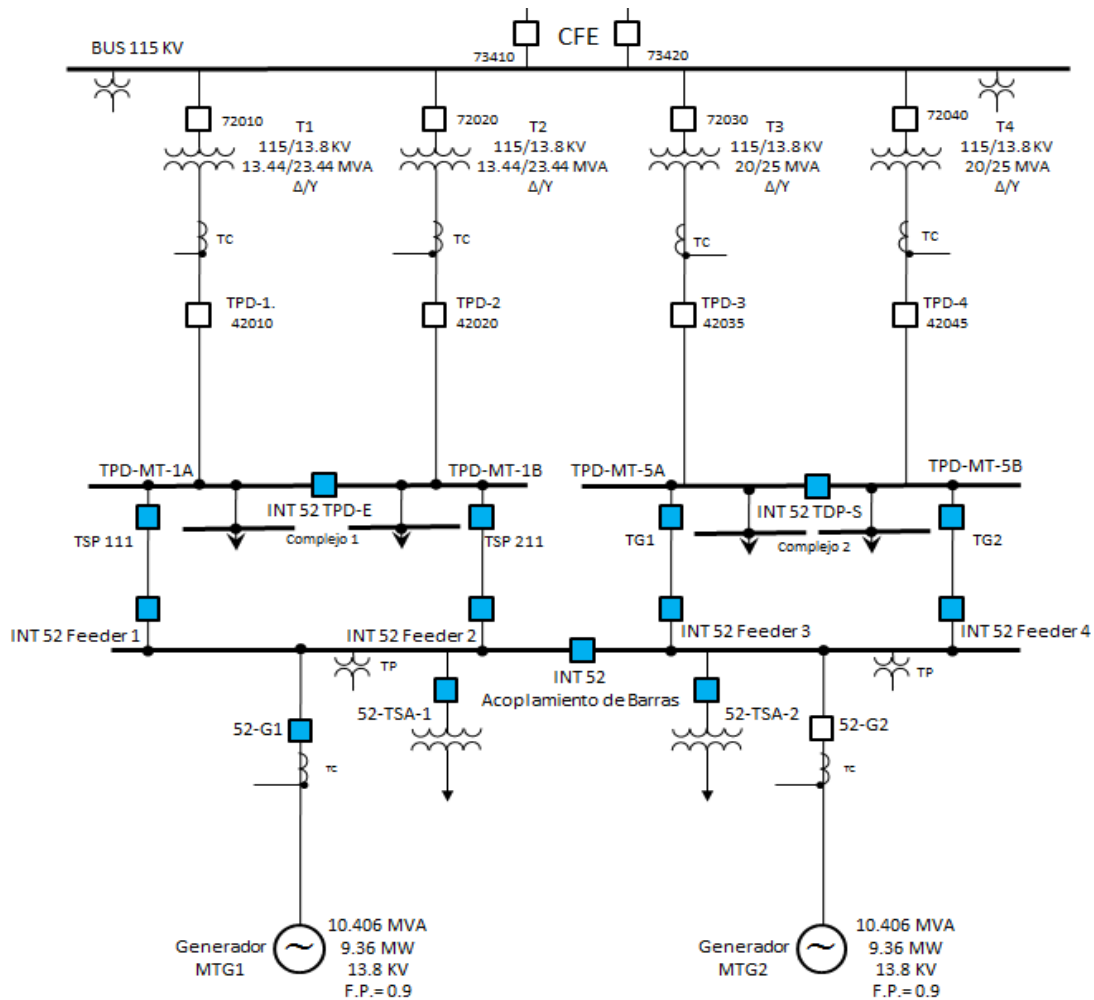 CFE
BUS 115 KV
73410
73420
72010
T1
115/13.8 KV
13.44/23.44 MVA
Δ/Y
72020
T2
115/13.8 KV
13.44/23.44 MVA
Δ/Y
72030
T3
115/13.8 KV
20/25 MVA
Δ/Y
72040
T4
115/13.8 KV
20/25 MVA
Δ/Y
TC
TC
TC
TC
TPD-1.
42010
TPD-2
42020
TPD-3
42035
TPD-4
42045
TPD-MT-1A
TPD-MT-1B
TPD-MT-5A
TPD-MT-5B
INT 52 TPD-E
INT 52 TDP-S
TSP 111
Complejo 1
TSP 211
TG1
Complejo 2
TG2
INT 52 Feeder 1
INT 52 Feeder 2
INT 52 Feeder 3
INT 52 Feeder 4
TP
INT 52
Acoplamiento de Barras
TP
52-TSA-1
52-TSA-2
52-G1
52-G2
TC
TC
Generador
MTG1
~
10.406 MVA
9.36 MW
13.8 KV
F.P.= 0.9
Generador
MTG2
~
10.406 MVA
9.36 MW
13.8 KV
F.P.= 0.9